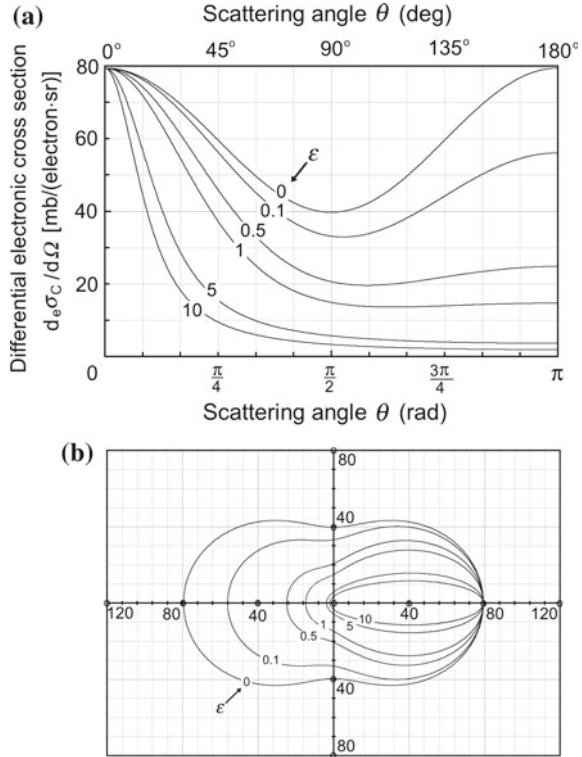 (a)
Scattering angle θ (deg)
0° 45° 90° 135° 180°
Differential electronic cross section
d_eσ_C/dΩ [mb/(electron·sr)]
80
60
40
20
0
ε
0
0.1
0.5
1
5
10
π/4 π/2 3π/4 π
Scattering angle θ (rad)
(b)
80
40
120 80 40 0 40 80 120
1 5 10
0.5
0.1
0
ε
40
80